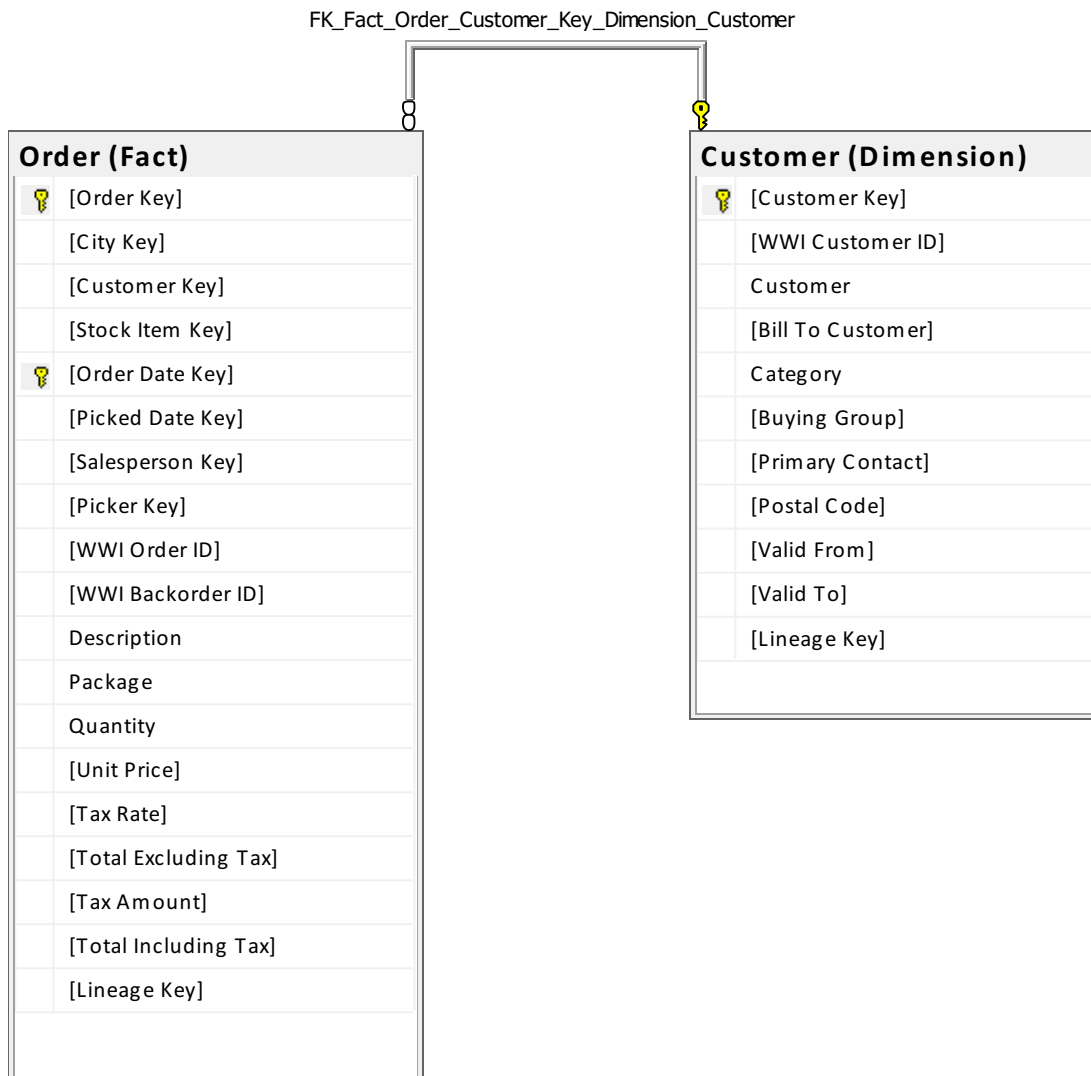 FK_Fact_Order_Customer_Key_Dimension_Customer
Order (Fact)
[Order Key]
[City Key]
[Customer Key]
[Stock Item Key]
[Order Date Key]
[Picked Date Key]
[Salesperson Key]
[Picker Key]
[WWI Order ID]
[WWI Backorder ID]
Description
Package
Quantity
[Unit Price]
[Tax Rate]
[Total Excluding Tax]
[Tax Amount]
[Total Including Tax]
[Lineage Key]
Customer (Dimension)
[Customer Key]
[WWI Customer ID]
Customer
[Bill To Customer]
Category
[Buying Group]
[Primary Contact]
[Postal Code]
[Valid From]
[Valid To]
[Lineage Key]